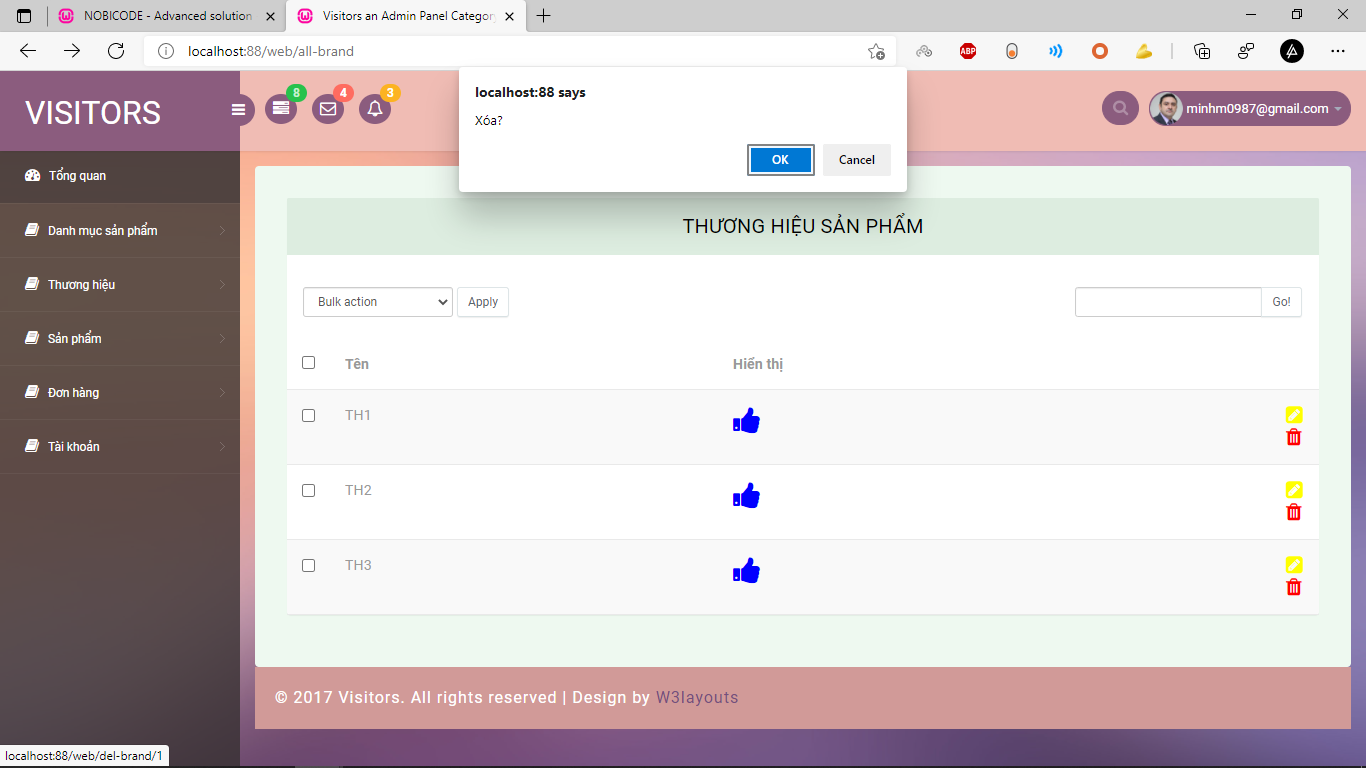 NOBICODE - Advanced solution
Visitors an Admin Panel Categor
localhost:88/web/all-brand
ABP
localhost:88 says
Xóa?
OK
Cancel
VISITORS
8
4
3
minhm0987@gmail.com
Tổng quan
Danh mục sản phẩm
Thương hiệu
Sản phẩm
Đơn hàng
Tài khoản
THƯƠNG HIỆU SẢN PHẨM
Bulk action
Apply
Go!
Tên
Hiển thị
TH1
TH2
TH3
© 2017 Visitors. All rights reserved | Design by W3layouts
localhost:88/web/del-brand/1